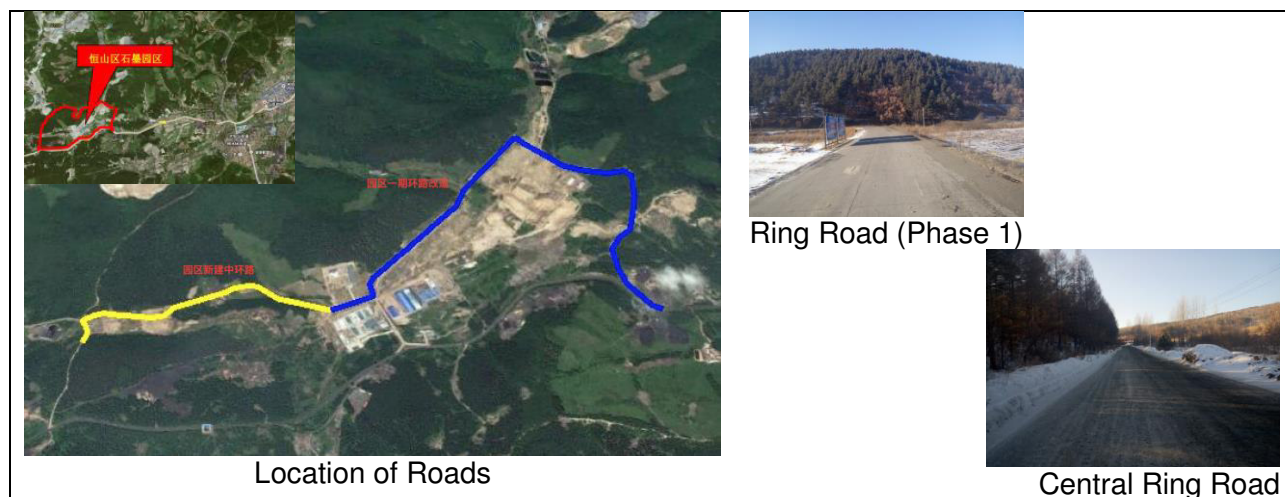 恒山区石墨园区
园区一期环路改造
园区新建中环路
Location of Roads
Ring Road (Phase 1)
Central Ring Road